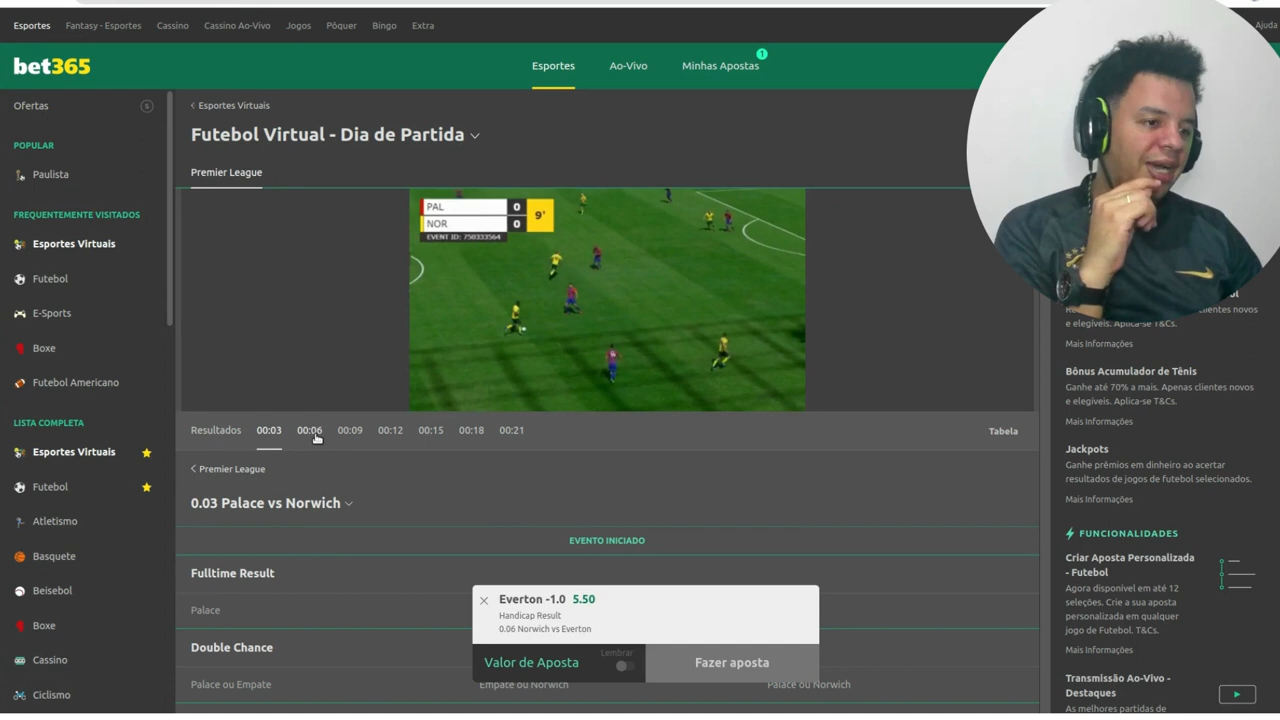 Esportes
Fantasy - Esportes
Cassino
Cassino Ao-Vivo
Jogos
Pôquer
Bingo
Extra
Ajuda
bet365
Esportes
Ao-Vivo
Minhas Apostas
1
Ofertas
5
POPULAR
Paulista
FREQUENTEMENTE VISITADOS
Esportes Virtuais
Futebol
E-Sports
Boxe
Futebol Americano
LISTA COMPLETA
Esportes Virtuais
Futebol
Atletismo
Basquete
Beisebol
Boxe
Cassino
Ciclismo
Esportes Virtuais
Futebol Virtual - Dia de Partida
Premier League
PAL 0
NOR 0
9'
EVENT ID: 750333564
Resultados
00:03
00:06
00:09
00:12
00:15
00:18
00:21
Tabela
Premier League
0.03 Palace vs Norwich
EVENTO INICIADO
Fulltime Result
Palace
Double Chance
Palace ou Empate
Empate ou Norwich
Palace ou Norwich
Everton -1.0 5.50
Handicap Result
0.06 Norwich vs Everton
Valor de Aposta
Lembrar
Fazer aposta
e elegíveis. Aplica-se T&Cs.
Mais Informações
Bônus Acumulador de Tênis
Ganhe até 70% a mais. Apenas clientes novos
e elegíveis. Aplica-se T&Cs.
Mais Informações
Jackpots
Ganhe prêmios em dinheiro ao acertar
resultados de jogos de futebol selecionados.
Mais Informações
FUNCIONALIDADES
Criar Aposta Personalizada
- Futebol
Agora disponível em até 12
seleções. Crie a sua aposta
personalizada em qualquer
jogo de Futebol. T&Cs.
Mais Informações
Transmissão Ao-Vivo -
Destaques
As melhores partidas de